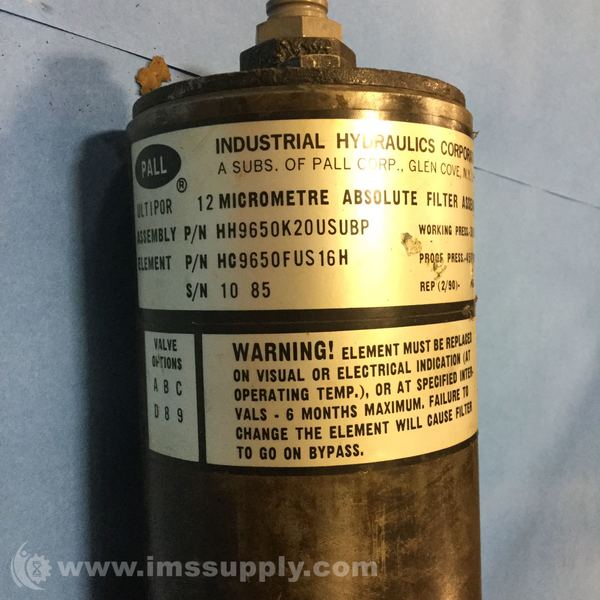 PALL
®
INDUSTRIAL HYDRAULICS
A SUBS. OF PALL CORP., GLEN COVE, N.Y.
ULTIPOR 12 MICROMETRE ABSOLUTE FILTER
ASSEMBLY P/N HH9650K20USUBP WORKING PRESS.
ELEMENT P/N HC9650FUS16H PROOF PRESS.
S/N 10 85 REP (2/90)-
VALVE
OPTIONS
A B C
D 8 9
WARNING! ELEMENT MUST BE REPLACED
ON VISUAL OR ELECTRICAL INDICATION (AT
OPERATING TEMP.), OR AT SPECIFIED INTER-
VALS - 6 MONTHS MAXIMUM. FAILURE TO
CHANGE THE ELEMENT WILL CAUSE FILTER
TO GO ON BYPASS.
www.imssupply.com